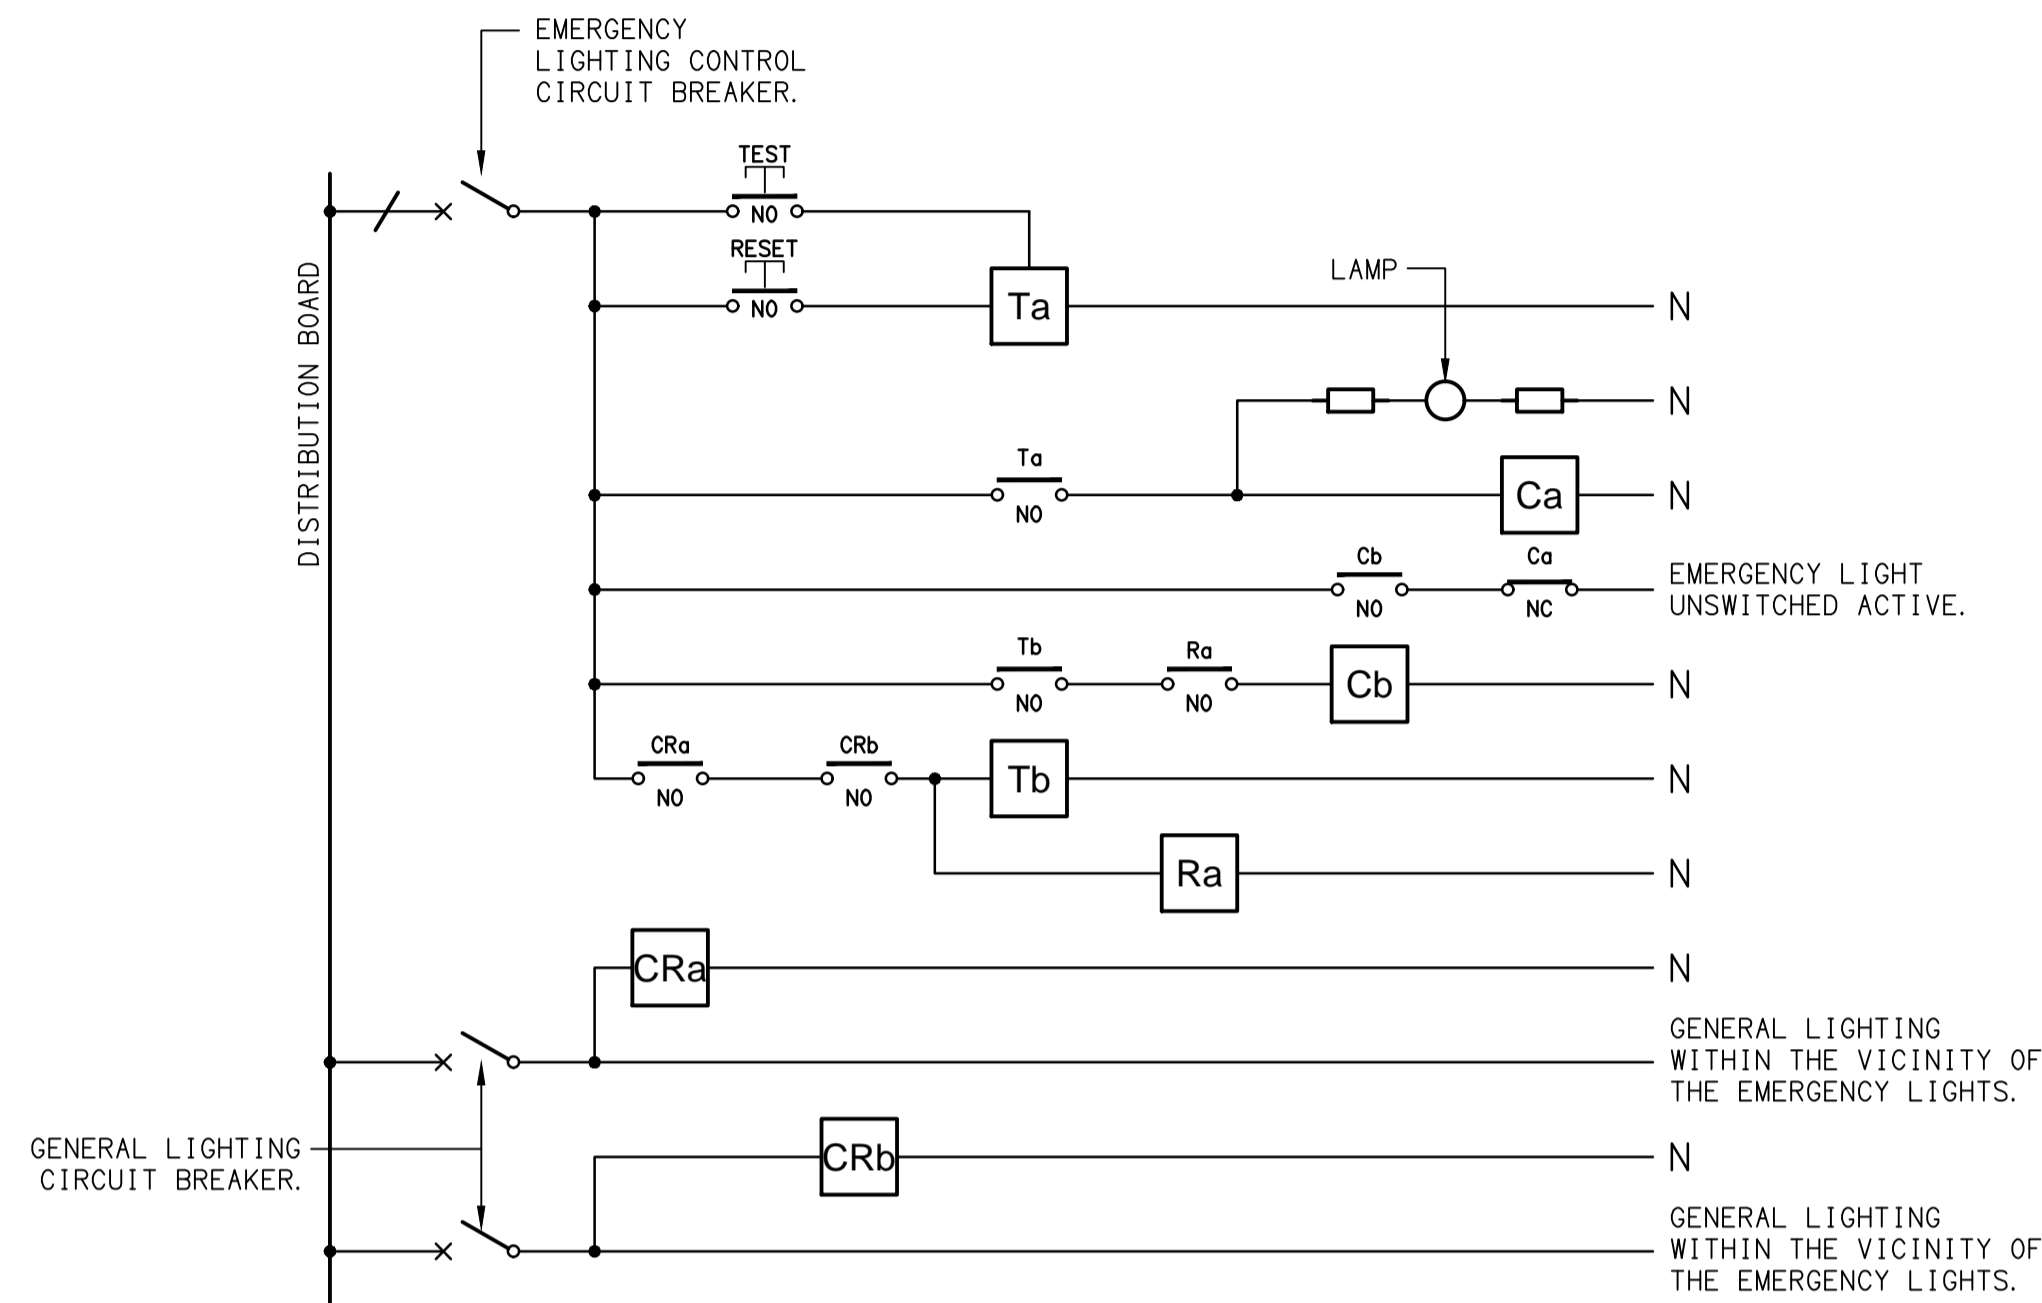 EMERGENCY
LIGHTING CONTROL
CIRCUIT BREAKER.
TEST
NO
RESET
NO
Ta
N
LAMP
N
DISTRIBUTION BOARD
Ta
NO
Ca
N
Cb
NO
Ca
NC
EMERGENCY LIGHT
UNSWITCHED ACTIVE.
Tb
NO
Ra
NO
Cb
N
CRa
NO
CRb
NO
Tb
N
Ra
N
CRa
N
GENERAL LIGHTING
WITHIN THE VICINITY OF
THE EMERGENCY LIGHTS.
GENERAL LIGHTING
CIRCUIT BREAKER.
CRb
N
GENERAL LIGHTING
WITHIN THE VICINITY OF
THE EMERGENCY LIGHTS.